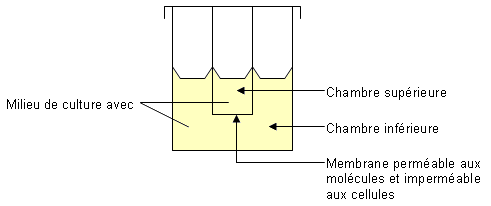 Chambre supérieure
Milieu de culture avec
Chambre inférieure
Membrane perméable aux
molécules et imperméable
aux cellules